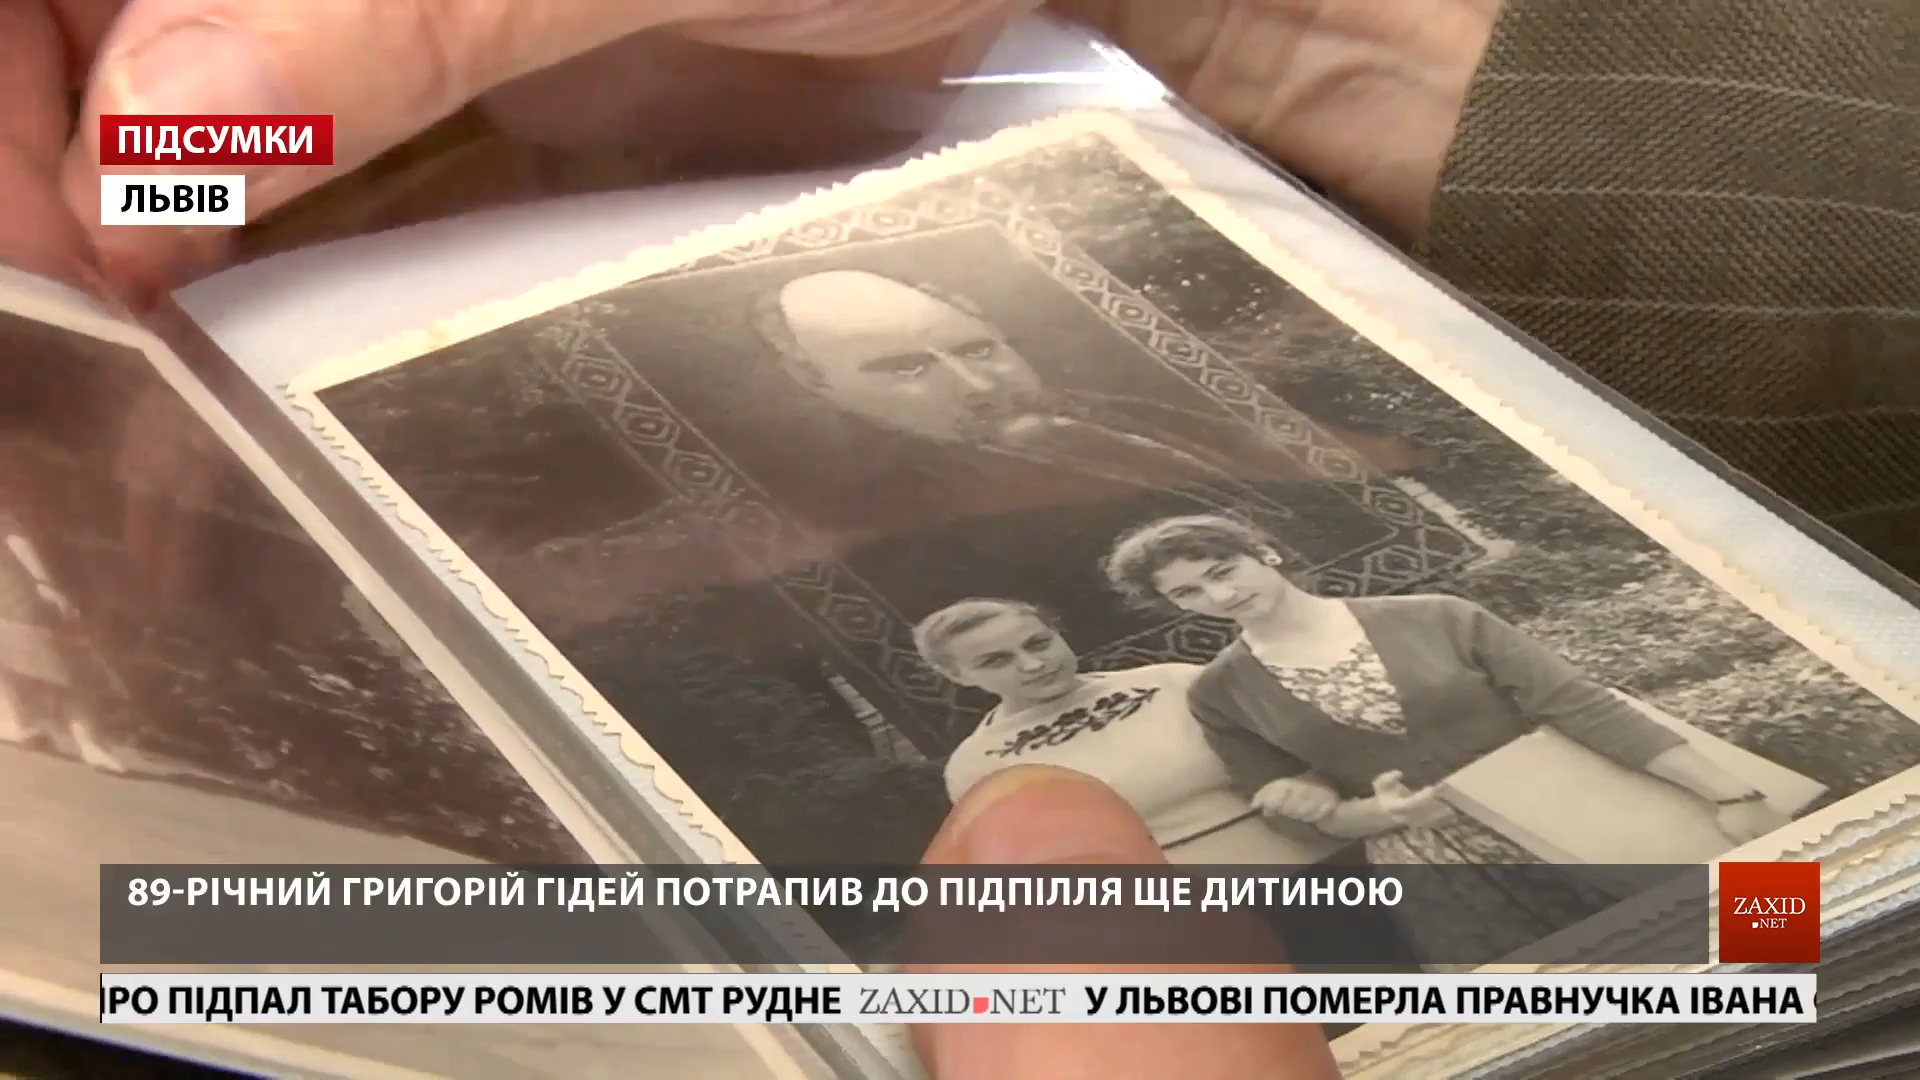 ПІДСУМКИ
ЛЬВІВ
89-РІЧНИЙ ГРИГОРІЙ ГІДЕЙ ПОТРАПИВ ДО ПІДПІЛЛЯ ЩЕ ДИТИНОЮ
ZAXID
.NET
РО ПІДПАЛ ТАБОРУ РОМІВ У СМТ РУДНЕ ZAXID.NET У ЛЬВОВІ ПОМЕРЛА ПРАВНУЧКА ІВАНА